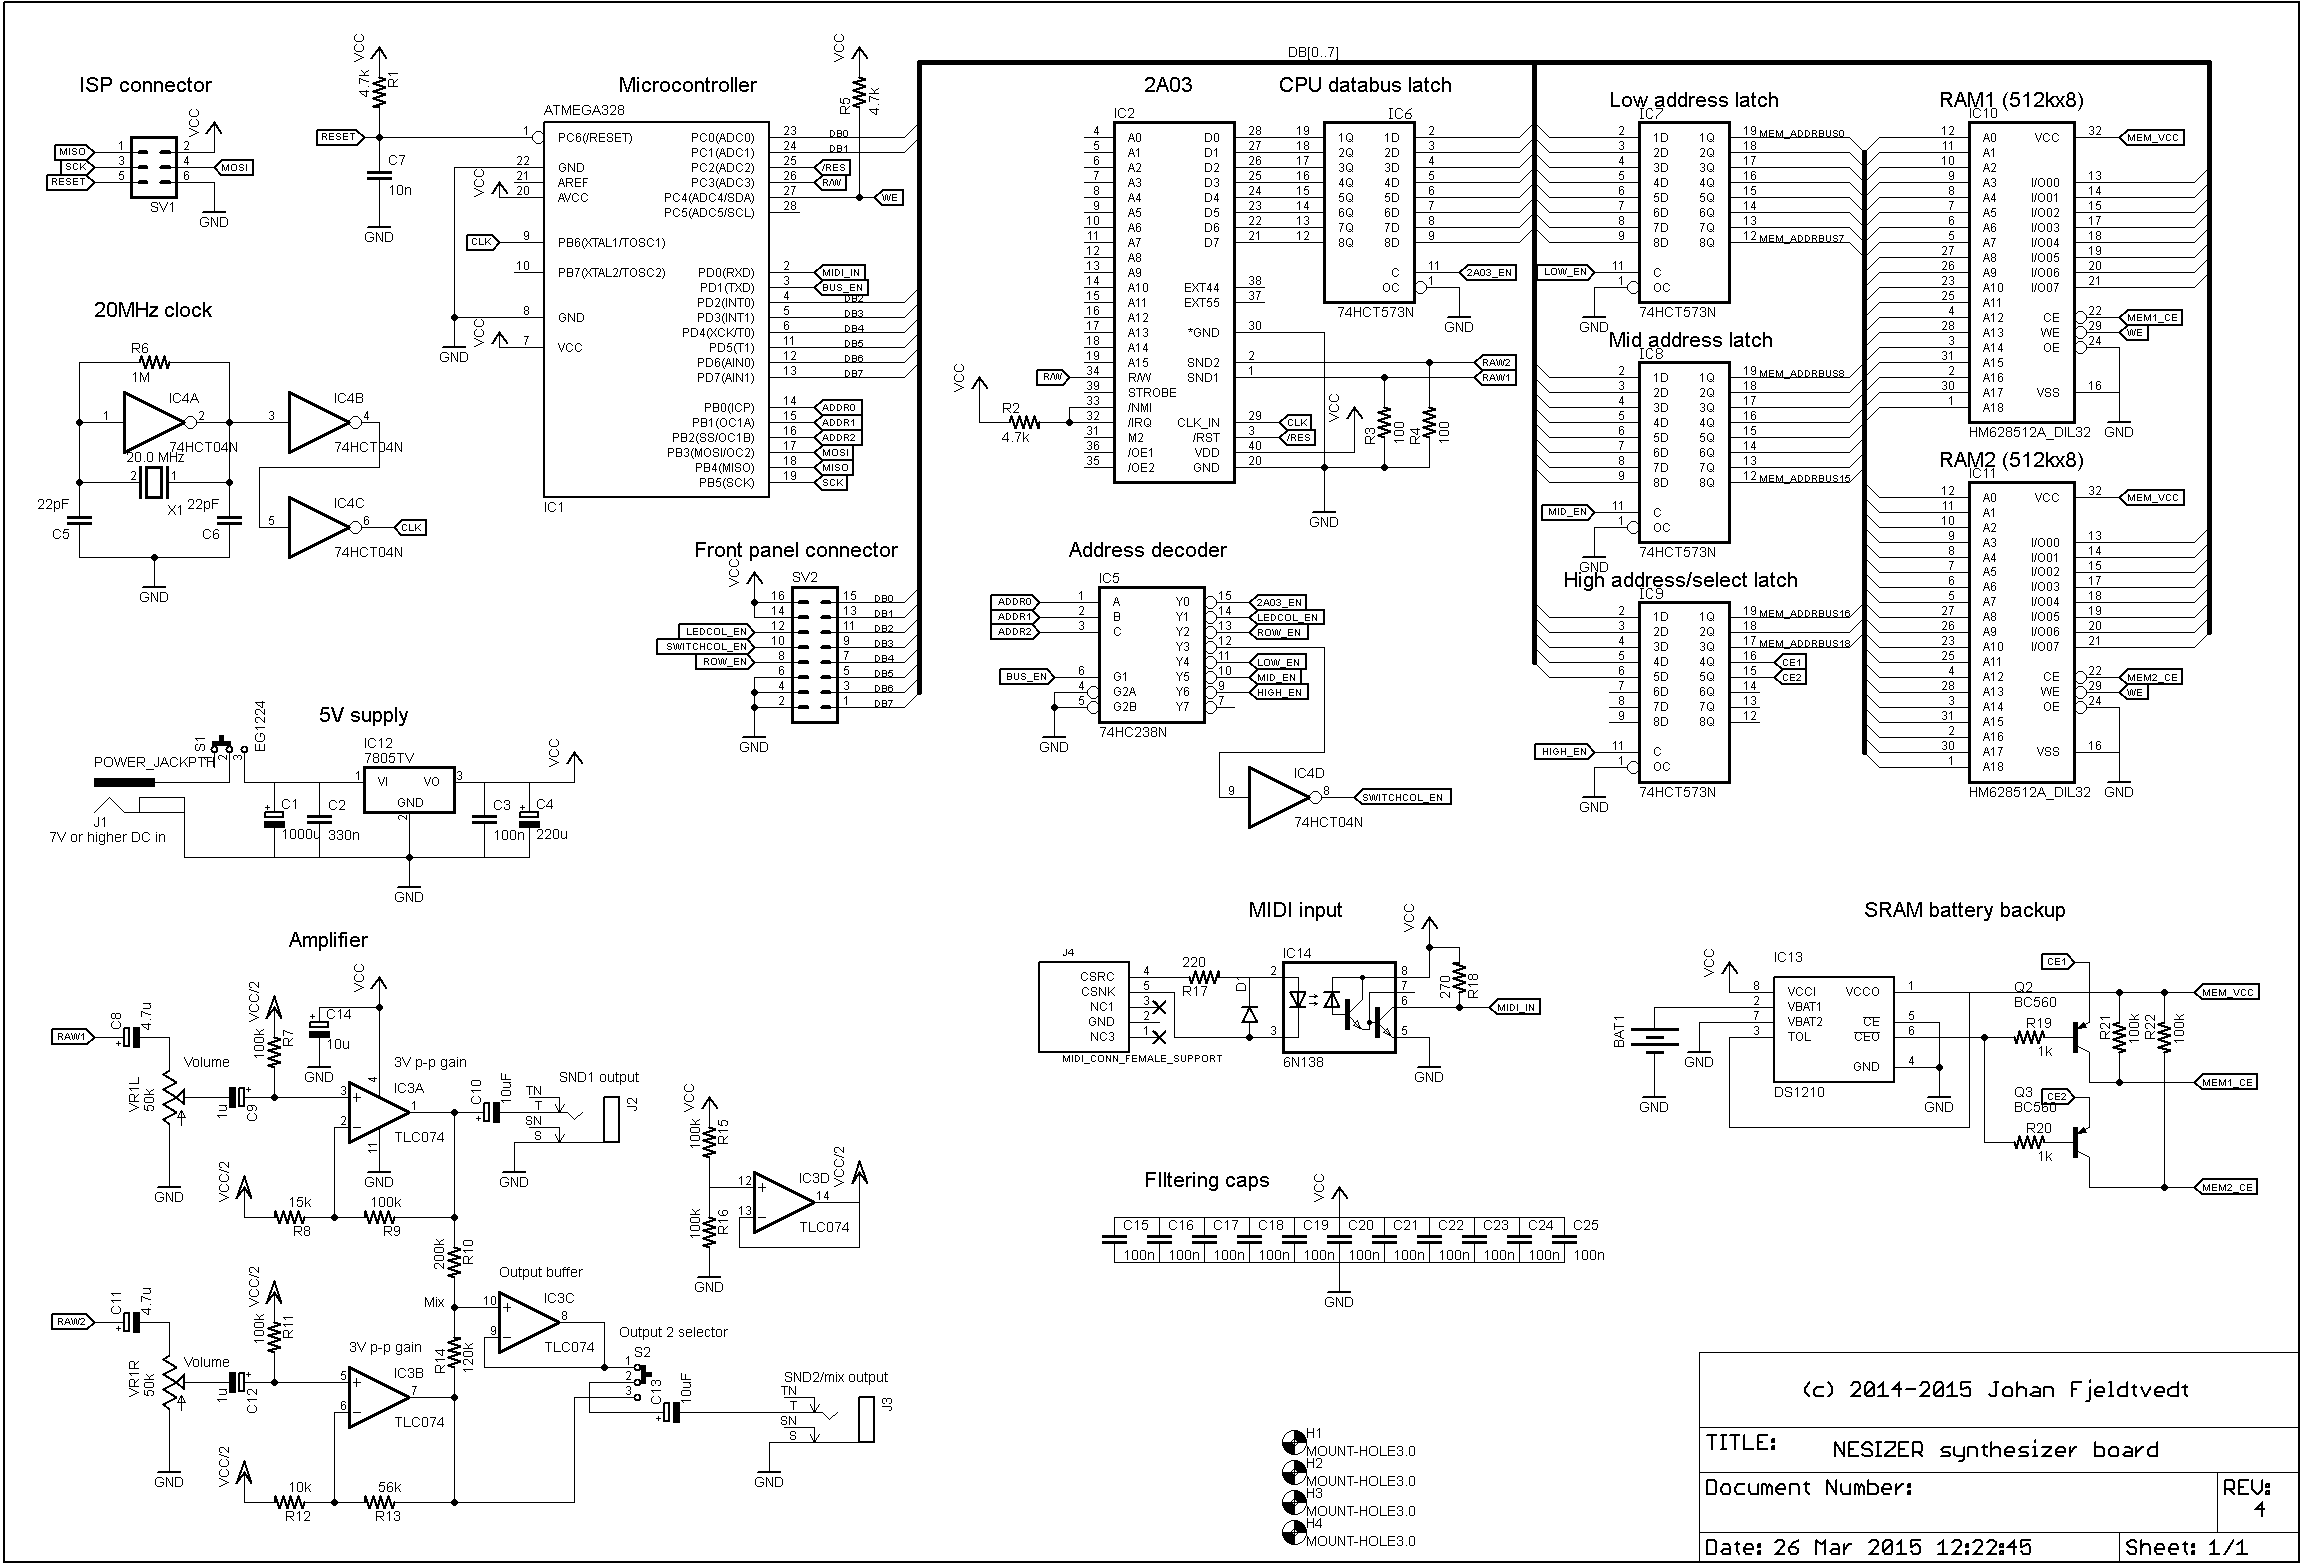 DB[0..7]
ISP connector
MISO 1 2 VCC
SCK 3 4 MOSI
RESET 5 6
SV1
GND
VCC
4.7k
R1
RESET
C7
10n
GND
Microcontroller
ATMEGA328
VCC
R5
4.7k
1 PC6(/RESET) PC0(ADC0) 23 DB0
PC1(ADC1) 24 DB1
22 GND PC2(ADC2) 25 /RES
21 AREF PC3(ADC3) 26 R/W
VCC 20 AVCC PC4(ADC4/SDA) 27 WE
PC5(ADC5/SCL) 28
CLK 9 PB6(XTAL1/TOSC1)
10 PB7(XTAL2/TOSC2) PD0(RXD) 2 MIDI_IN
PD1(TXD) 3 BUS_EN
PD2(INT0) 4 DB2
8 GND PD3(INT1) 5 DB3
PD4(XCK/T0) 6 DB4
VCC 7 VCC PD5(T1) 11 DB5
GND
PD6(AIN0) 12 DB6
PD7(AIN1) 13 DB7
PB0(ICP) 14 ADDR0
PB1(OC1A) 15 ADDR1
PB2(SS/OC1B) 16 ADDR2
PB3(MOSI/OC2) 17 MOSI
PB4(MISO) 18 MISO
PB5(SCK) 19 SCK
IC1
20MHz clock
R6
1M
IC4A
1 2
74HCT04N
20.0 MHz
2 1
X1
22pF
C5
22pF
C6
GND
IC4B
3 4
74HCT04N
IC4C
5 6 CLK
74HCT04N
2A03
IC2
4 A0 D0 28
5 A1 D1 27
6 A2 D2 26
7 A3 D3 25
8 A4 D4 24
9 A5 D5 23
10 A6 D6 22
11 A7 D7 21
12 A8
13 A9
14 A10 EXT44 38
15 A11 EXT55 37
16 A12
17 A13 *GND 30
18 A14
19 A15 SND2 2 RAW2
R/W 34 R/W SND1 1 RAW1
39 STROBE
33 /NMI
32 /IRQ CLK_IN 29 CLK
31 M2 /RST 3 /RES
36 /OE1 VDD 40
35 /OE2 GND 20
VCC
R2
4.7k
VCC
R3
100
R4
100
GND
CPU databus latch
IC6
19 1Q 1D 2
18 2Q 2D 3
17 3Q 3D 4
16 4Q 4D 5
15 5Q 5D 6
14 6Q 6D 7
13 7Q 7D 8
12 8Q 8D 9
C 11 2A03_EN
OC 1
74HCT573N
GND
Low address latch
IC7
2 1D 1Q 19 MEM_ADDRBUS0
3 2D 2Q 18
4 3D 3Q 17
5 4D 4Q 16
6 5D 5Q 15
7 6D 6Q 14
8 7D 7Q 13
9 8D 8Q 12 MEM_ADDRBUS7
LOW_EN 11 C
1 OC
74HCT573N
GND
Mid address latch
IC8
2 1D 1Q 19 MEM_ADDRBUS8
3 2D 2Q 18
4 3D 3Q 17
5 4D 4Q 16
6 5D 5Q 15
7 6D 6Q 14
8 7D 7Q 13
9 8D 8Q 12 MEM_ADDRBUS15
MID_EN 11 C
1 OC
74HCT573N
GND
High address/select latch
IC9
2 1D 1Q 19 MEM_ADDRBUS16
3 2D 2Q 18
4 3D 3Q 17 MEM_ADDRBUS18
5 4D 4Q 16 CE1
6 5D 5Q 15 CE2
7 6D 6Q 14
8 7D 7Q 13
9 8D 8Q 12
HIGH_EN 11 C
1 OC
74HCT573N
GND
RAM1 (512kx8)
IC10
12 A0 VCC 32 MEM_VCC
11 A1
10 A2
9 A3 I/O00 13
8 A4 I/O01 14
7 A5 I/O02 15
6 A6 I/O03 17
5 A7 I/O04 18
27 A8 I/O05 19
26 A9 I/O06 20
23 A10 I/O07 21
25 A11
4 A12 CE 22 MEM1_CE
28 A13 WE 29 WE
3 A14 OE 24
31 A15
2 A16
30 A17 VSS 16
1 A18
HM628512A_DIL32
GND
RAM2 (512kx8)
IC11
12 A0 VCC 32 MEM_VCC
11 A1
10 A2
9 A3 I/O00 13
8 A4 I/O01 14
7 A5 I/O02 15
6 A6 I/O03 17
5 A7 I/O04 18
27 A8 I/O05 19
26 A9 I/O06 20
23 A10 I/O07 21
25 A11
4 A12 CE 22 MEM2_CE
28 A13 WE 29 WE
3 A14 OE 24
31 A15
2 A16
30 A17 VSS 16
1 A18
HM628512A_DIL32
GND
Front panel connector
VCC
SV2
16 15 DB0
14 13 DB1
LEDCOL_EN 12 11 DB2
SWITCHCOL_EN 10 9 DB3
ROW_EN 8 7 DB4
6 5 DB5
4 3 DB6
2 1 DB7
GND
Address decoder
IC5
ADDR0 1 A Y0 15 2A03_EN
ADDR1 2 B Y1 14 LEDCOL_EN
ADDR2 3 C Y2 13 ROW_EN
Y3 12
Y4 11 LOW_EN
BUS_EN 6 G1 Y5 10 MID_EN
4 G2A Y6 9 HIGH_EN
5 G2B Y7 7
74HC238N
GND
IC4D
9 8 SWITCHCOL_EN
74HCT04N
5V supply
S1
EG1224
2 3
POWER_JACKPTH
J1
7V or higher DC in
IC12
7805TV
1 VI VO 3
GND
2
VCC
C1
1000u
C2
330n
C3
100n
C4
220u
GND
Amplifier
RAW1
C8
4.7u
VR1L
50k
Volume
GND
1u
C9
VCC/2
100k
R7
VCC
C14
10u
GND
3V p-p gain
IC3A
3 4 1
2 11
TLC074
GND
C10
10uF
SND1 output
TN
T
SN
S
J2
GND
VCC/2
15k
R8
100k
R9
200k
R10
VCC
100k
R15
100k
R16
GND
IC3D
12 14
13
TLC074
VCC/2
RAW2
C11
4.7u
VR1R
50k
Volume
GND
1u
C12
VCC/2
100k
R11
3V p-p gain
IC3B
5 7
6
TLC074
Mix
R14
120k
Output buffer
IC3C
10 8
9
TLC074
Output 2 selector
S2
1
2
3
C13
10uF
SND2/mix output
TN
T
SN
S
J3
GND
VCC/2
10k
R12
56k
R13
MIDI input
J4
CSRC 4
CSNK 5
NC1 3
GND 2
NC3 1
MIDI_CONN_FEMALE_SUPPORT
220
R17
D1
IC14
2 8
7
6
3 5
6N138
VCC
270
R18
MIDI_IN
GND
SRAM battery backup
IC13
VCC
8 VCCI VCCO 1
2 VBAT1
7 VBAT2 CE 5
3 TOL CEO 6
GND 4
DS1210
BAT1
GND
GND
GND
CE1
Q2
BC560
R19
1k
R21
100k
R22
100k
MEM_VCC
MEM1_CE
Q3
CE2
BC560
R20
1k
MEM2_CE
FIltering caps
VCC
C15 C16 C17 C18 C19 C20 C21 C22 C23 C24 C25
100n 100n 100n 100n 100n 100n 100n 100n 100n 100n 100n
GND
H1
MOUNT-HOLE3.0
H2
MOUNT-HOLE3.0
H3
MOUNT-HOLE3.0
H4
MOUNT-HOLE3.0
(c) 2014-2015 Johan Fjeldtvedt
TITLE: NESIZER synthesizer board
Document Number:
REV:
4
Date: 26 Mar 2015 12:22:45
Sheet: 1/1